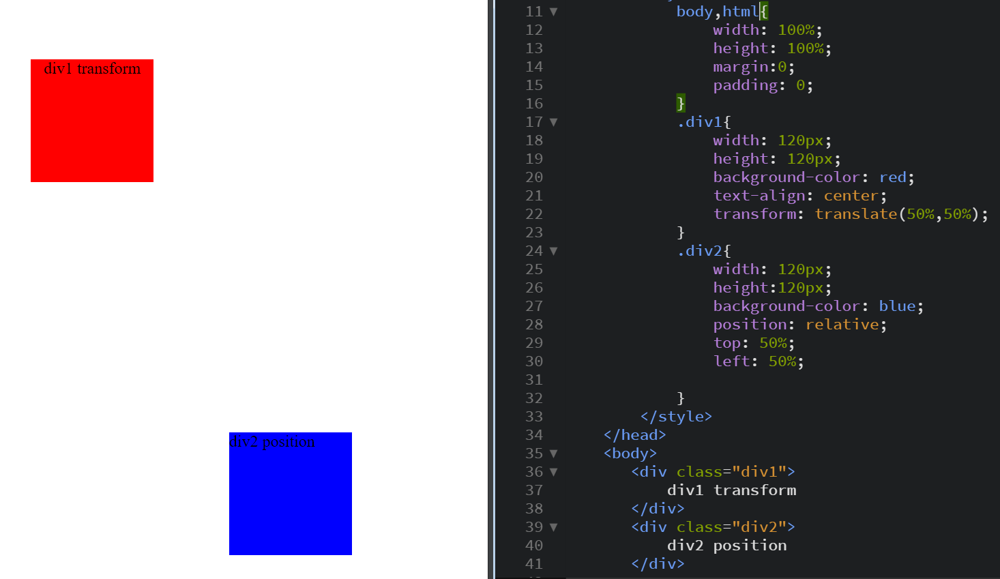 div1 transform
div2 position
11 ▼ body,html{
12 width: 100%;
13 height: 100%;
14 margin:0;
15 padding: 0;
16 }
17 ▼ .div1{
18 width: 120px;
19 height: 120px;
20 background-color: red;
21 text-align: center;
22 transform: translate(50%,50%);
23 }
24 ▼ .div2{
25 width: 120px;
26 height:120px;
27 background-color: blue;
28 position: relative;
29 top: 50%;
30 left: 50%;
31
32 }
33 </style>
34 </head>
35 ▼ <body>
36 ▼ <div class="div1">
37 div1 transform
38 </div>
39 ▼ <div class="div2">
40 div2 position
41 </div>